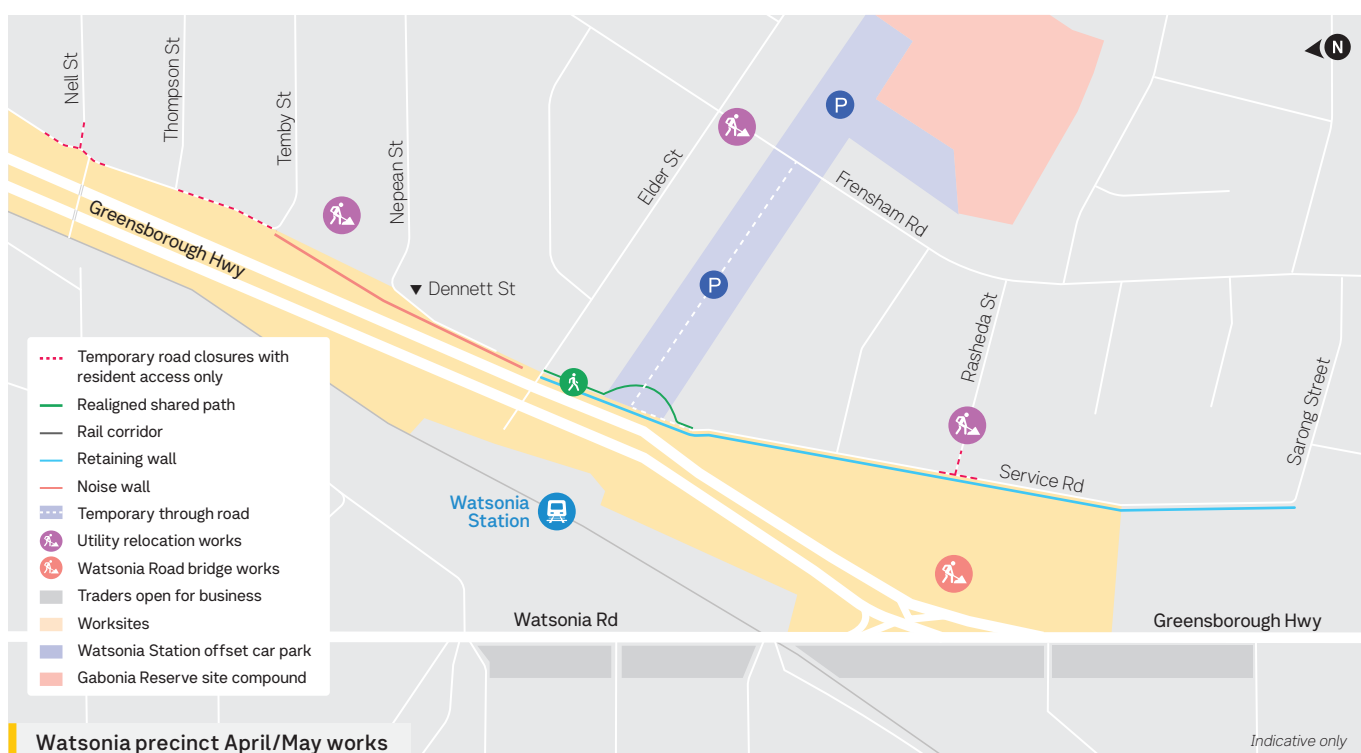 N
Nell St
Thompson St
Temby St
Nepean St
Elder St
P
Frensham Rd
Greensborough Hwy
P
Dennett St
Rasheda St
Sarong Street
Service Rd
Watsonia
Station
Watsonia Rd
Greensborough Hwy
Temporary road closures with
resident access only
Realigned shared path
Rail corridor
Retaining wall
Noise wall
Temporary through road
Utility relocation works
Watsonia Road bridge works
Traders open for business
Worksites
Watsonia Station offset car park
Gabonia Reserve site compound
Watsonia precinct April/May works
Indicative only